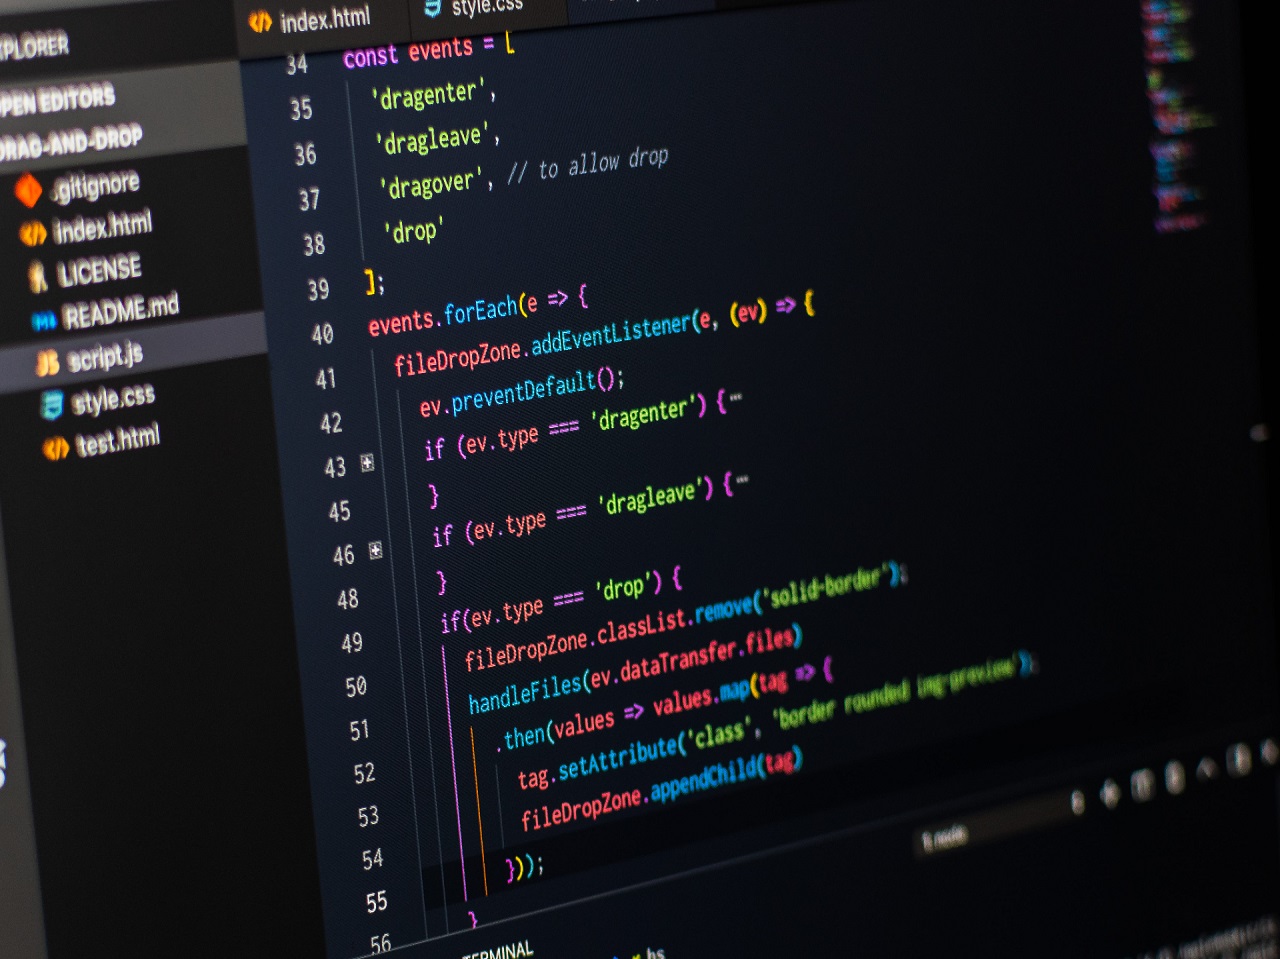 index.html
style.css
XPLORER
OPEN EDITORS
DRAG-AND-DROP
.gitignore
index.html
LICENSE
README.md
JS script.js
style.css
test.html
34 const events = [
35 'dragenter',
36 'dragleave',
37 'dragover', // to allow drop
38 'drop'
39 ];
40 events.forEach(e => {
41 fileDropZone.addEventListener(e, (ev) => {
42 ev.preventDefault();
43 if (ev.type === 'dragenter') {…
45 }
46 if (ev.type === 'dragleave') {…
48 }
49 if(ev.type === 'drop') {
50 fileDropZone.classList.remove('solid-border');
51 handleFiles(ev.dataTransfer.files)
52 .then(values => values.map(tag => {
53 tag.setAttribute('class', 'border rounded img-preview');
54 fileDropZone.appendChild(tag)
55 }));
56 }
TERMINAL
node